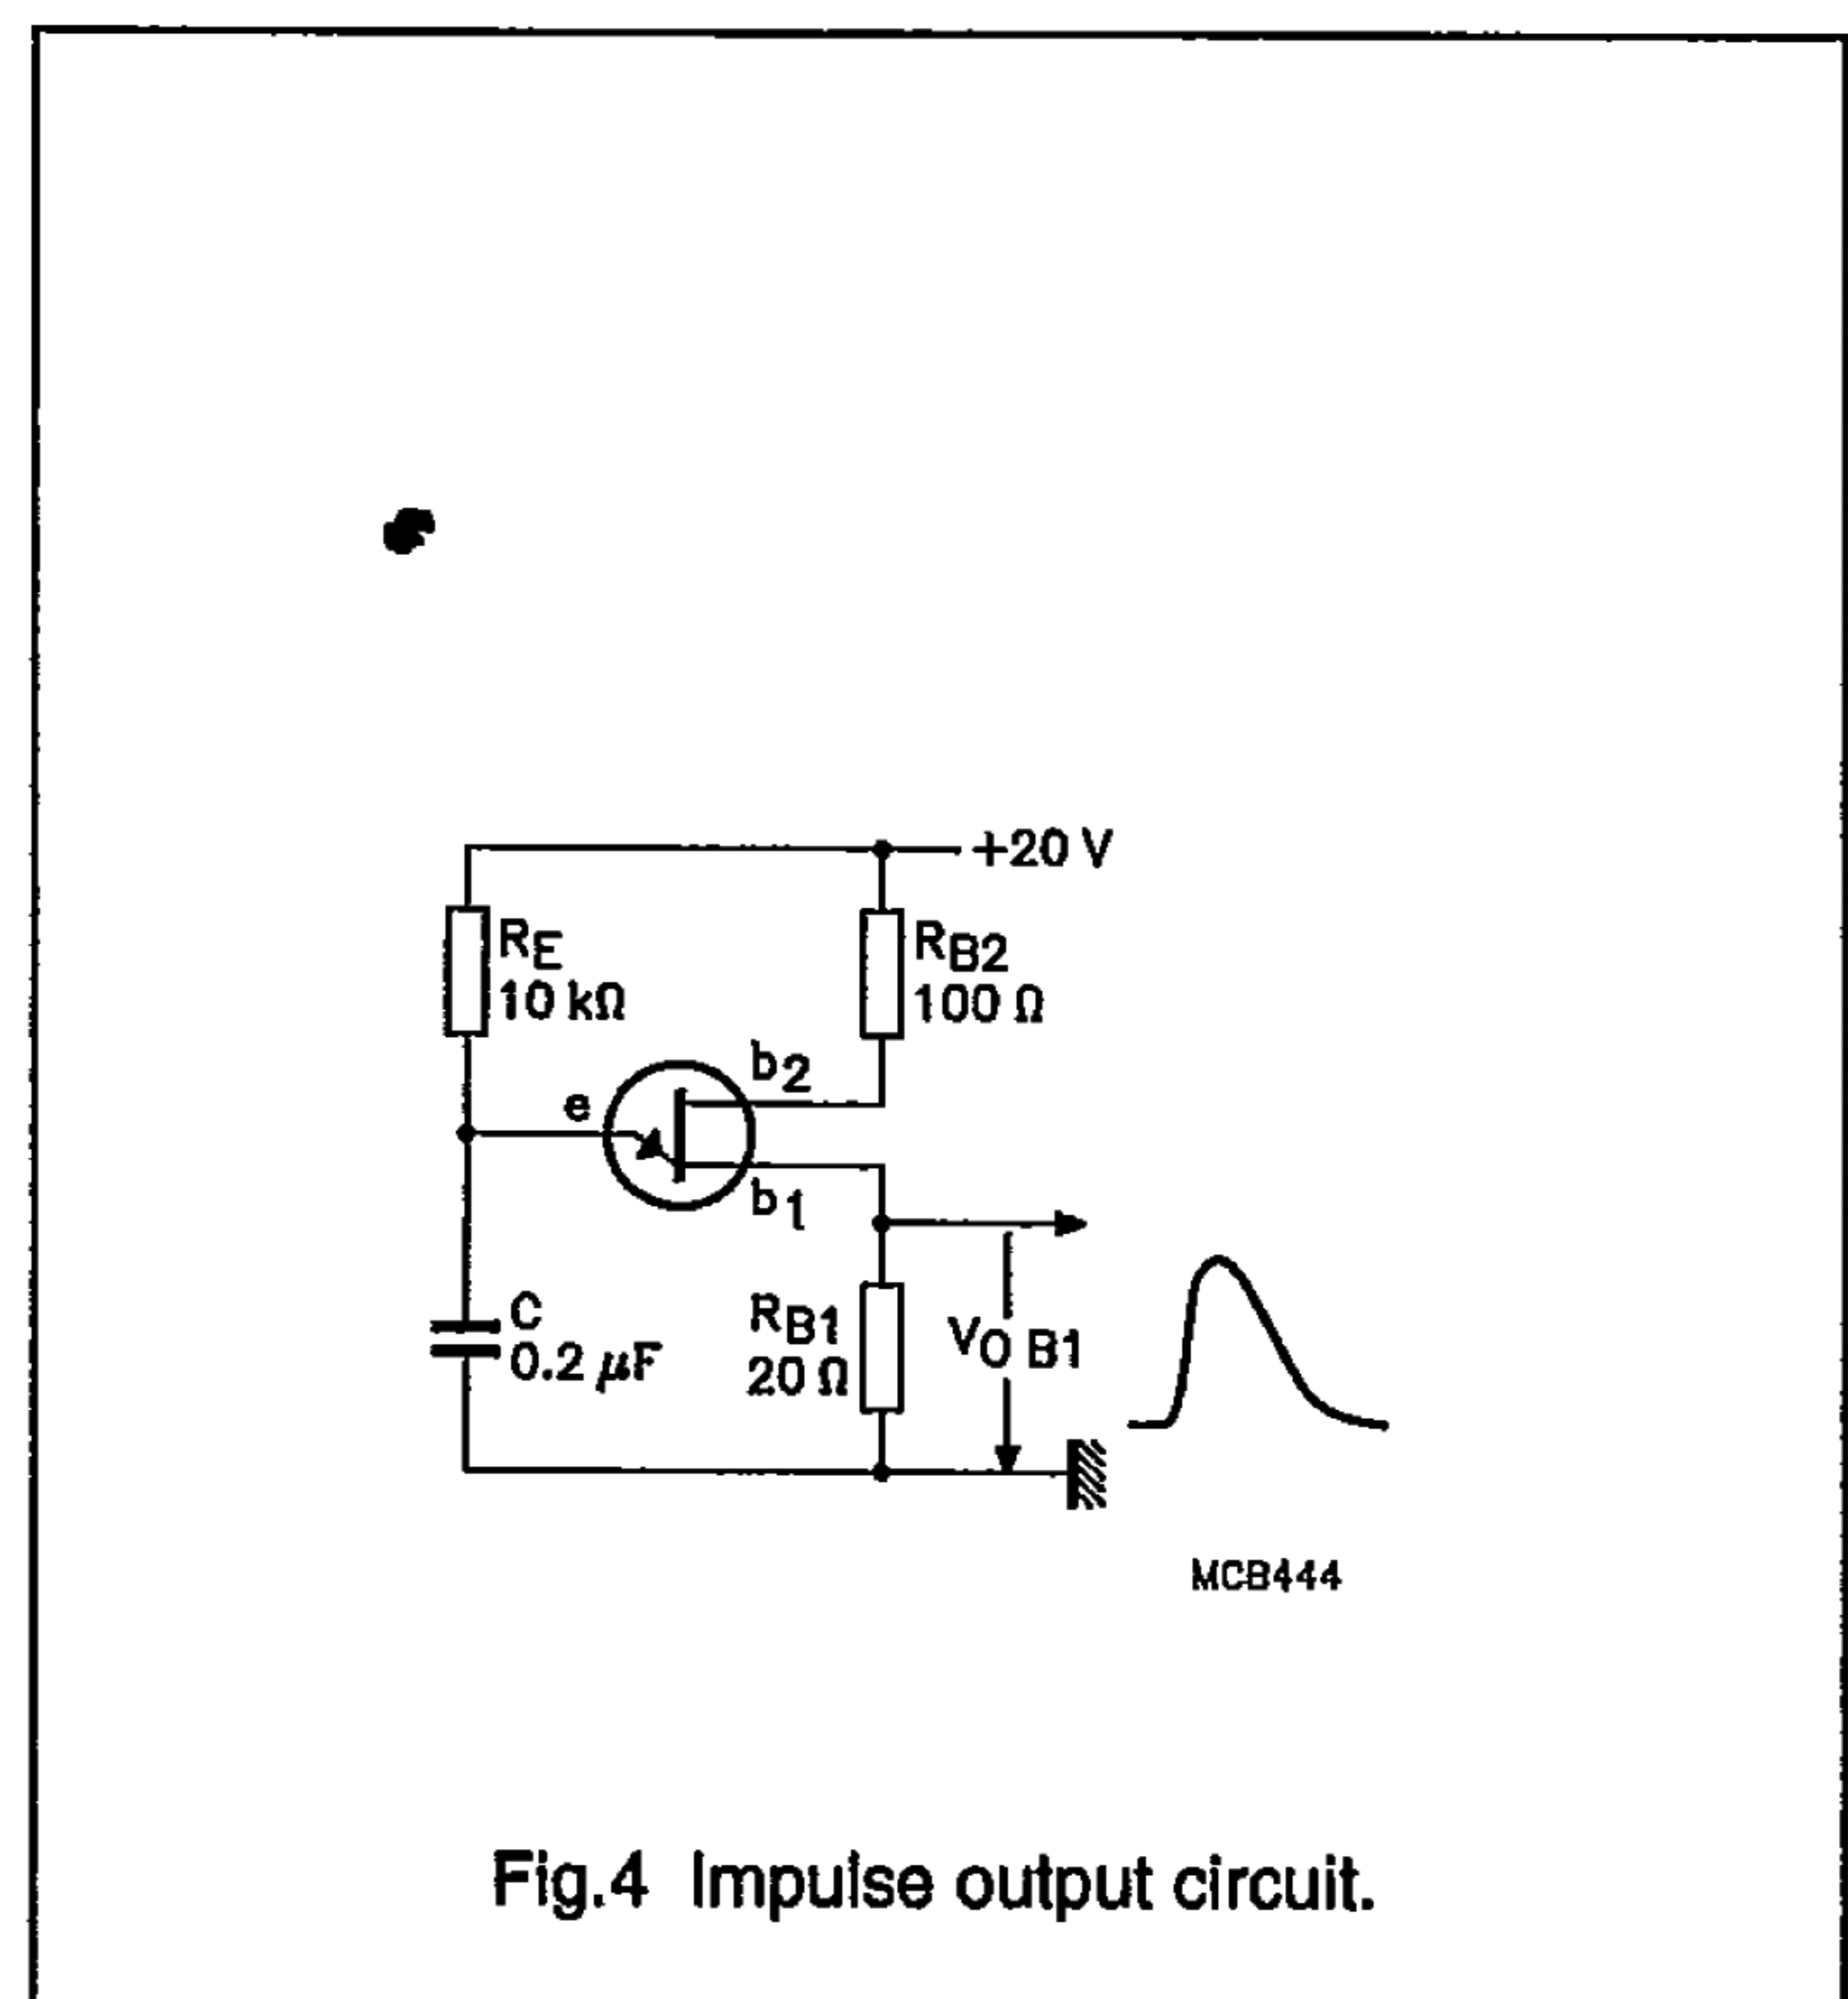 +20 V
RE
10 kΩ
RB2
100 Ω
b2
e
b1
C
0.2 µF
RB1
20 Ω
VO B1
MCB444
Fig.4 Impulse output circuit.